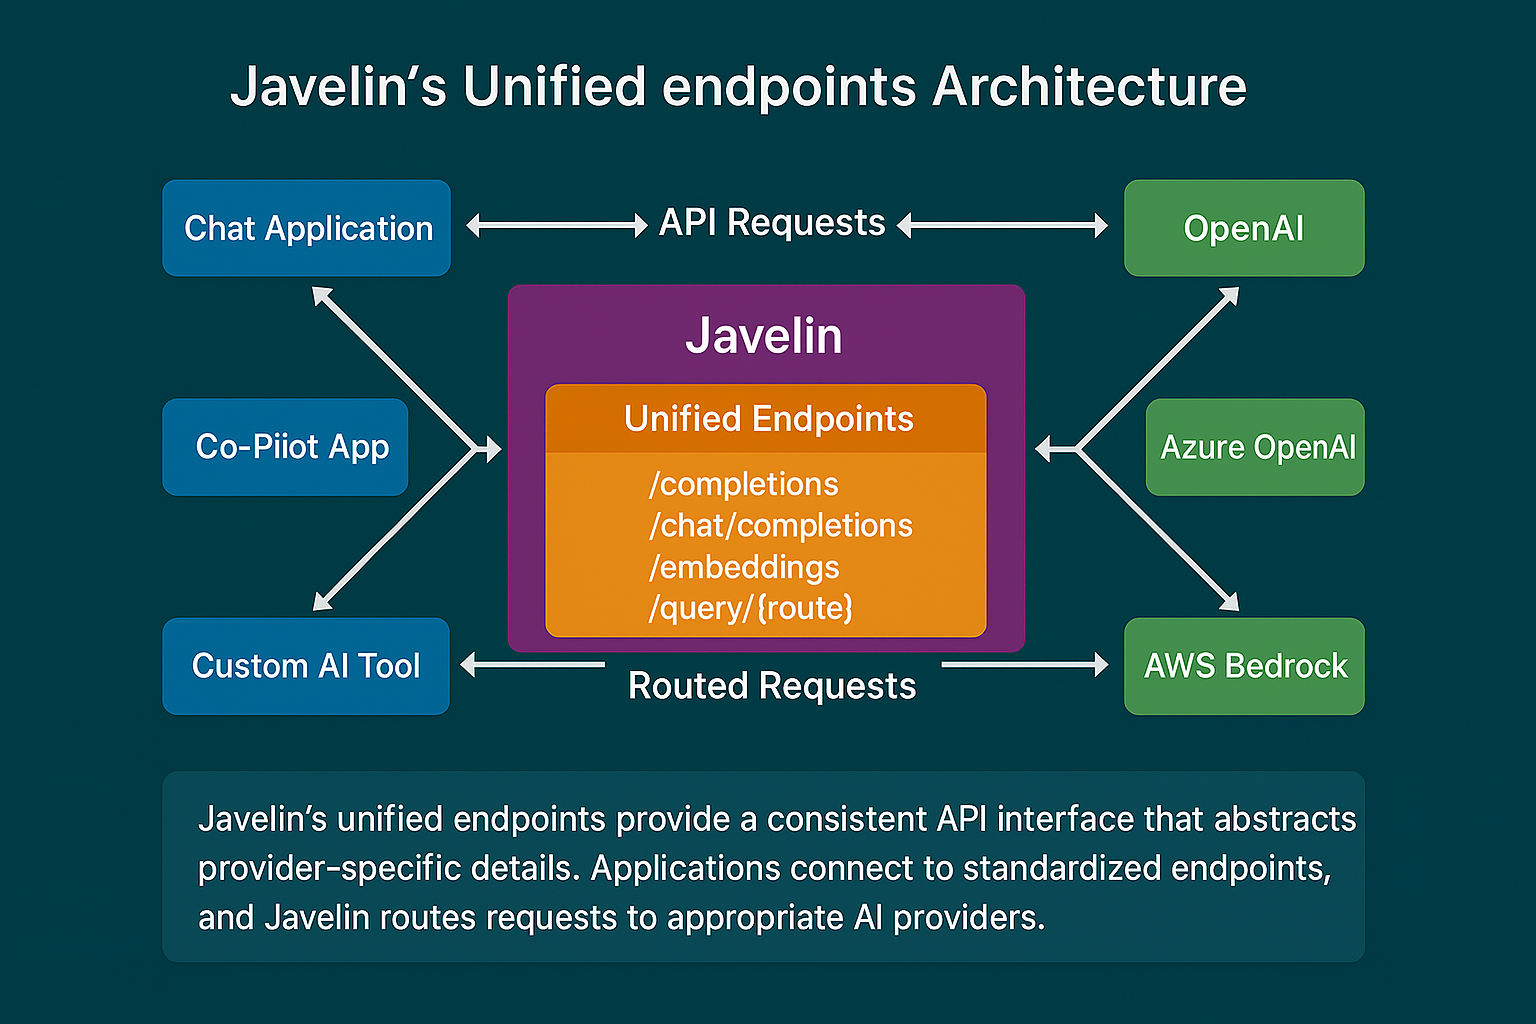 Javelin's Unified endpoints Architecture
Chat Application
API Requests
OpenAI
Javelin
Unified Endpoints
/completions
/chat/completions
/embeddings
/query/{route}
Co-Piiot App
Azure OpenAI
Custom AI Tool
Routed Requests
AWS Bedrock
Javelin's unified endpoints provide a consistent API interface that abstracts
provider-specific details. Applications connect to standardized endpoints,
and Javelin routes requests to appropriate AI providers.